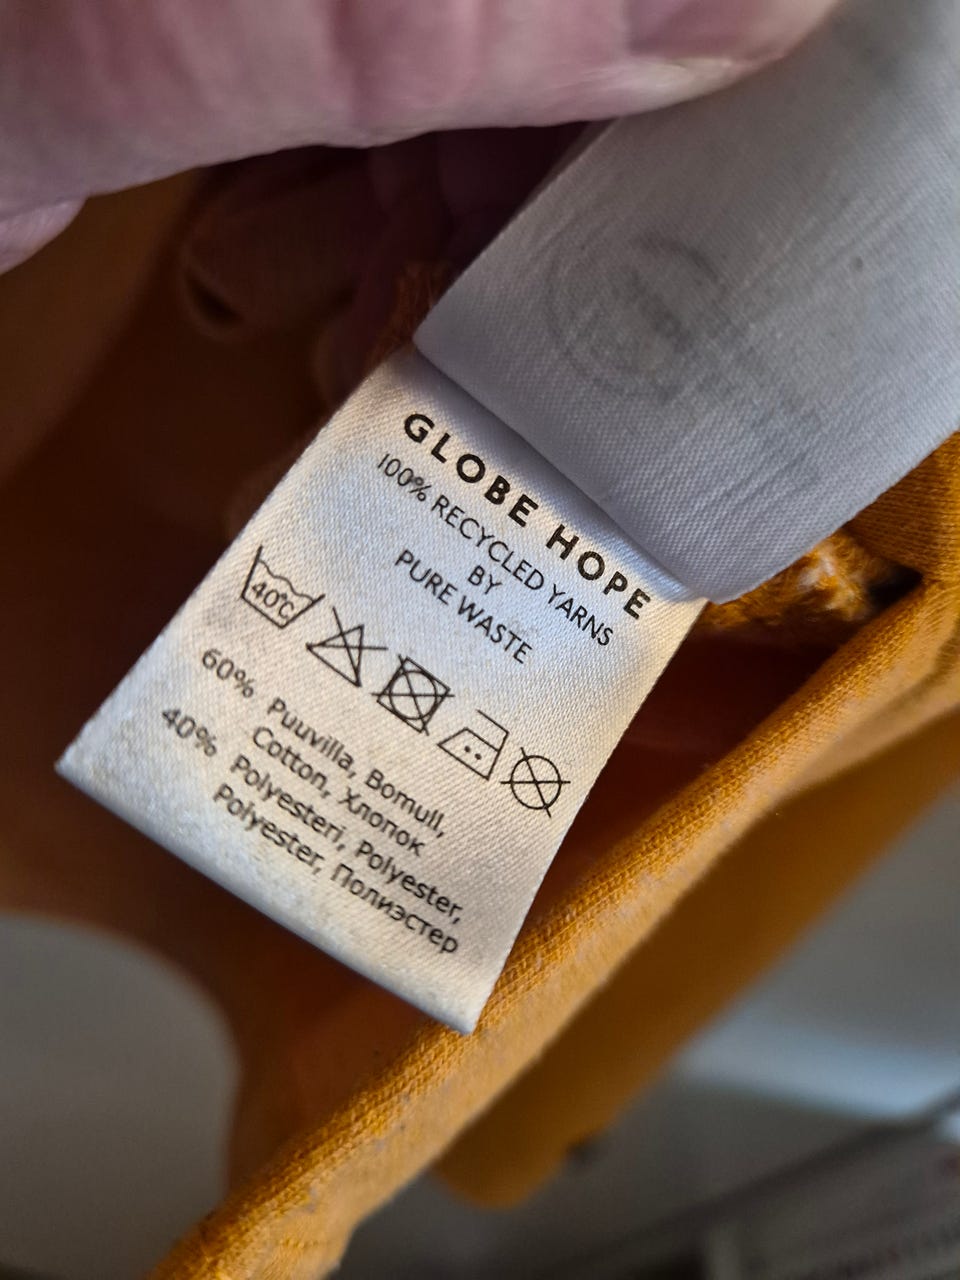 GLOBE HOPE
100% RECYCLED YARNS
BY
PURE WASTE
40°C
60% Puuvilla, Bomull,
Cotton, Хлопок
40% Polyesteri, Polyester,
Polyester, Полиэстер